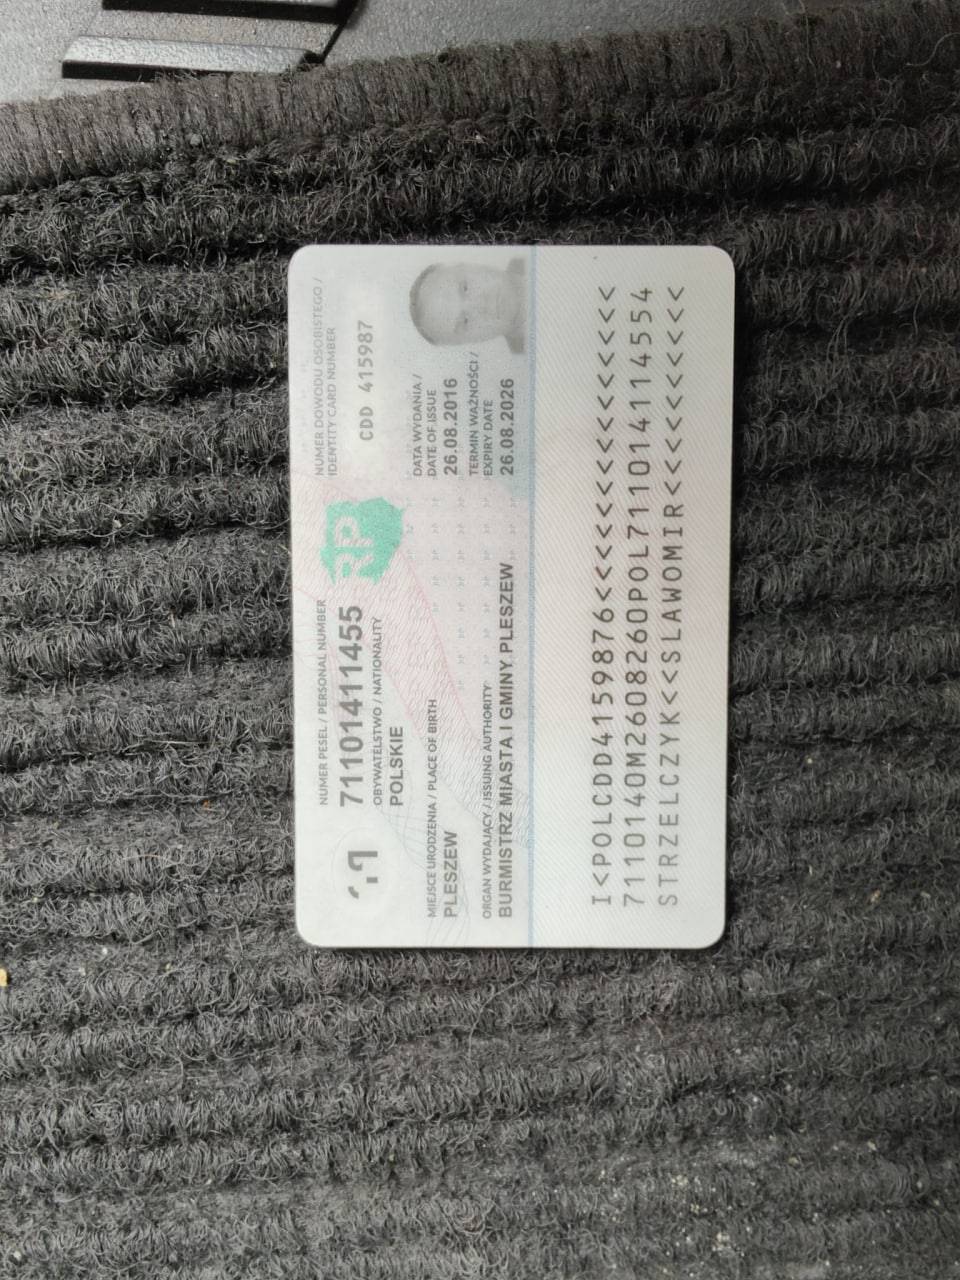 NUMER PESEL / PERSONAL NUMBER
71101411455
OBYWATELSTWO / NATIONALITY
POLSKIE
RP
NUMER DOWODU OSOBISTEGO /
IDENTITY CARD NUMBER
CDD 415987
MIEJSCE URODZENIA / PLACE OF BIRTH
PLESZEW
DATA WYDANIA /
DATE OF ISSUE
26.08.2016
ORGAN WYDAJĄCY / ISSUING AUTHORITY
BURMISTRZ MIASTA I GMINY PLESZEW
TERMIN WAŻNOŚCI /
EXPIRY DATE
26.08.2026
I<POLCDD4159876<<<<<<<<<<<<<<<
7110140M2608260POL711014114554
STRZELCZYK<<SLAWOMIR<<<<<<<<<<